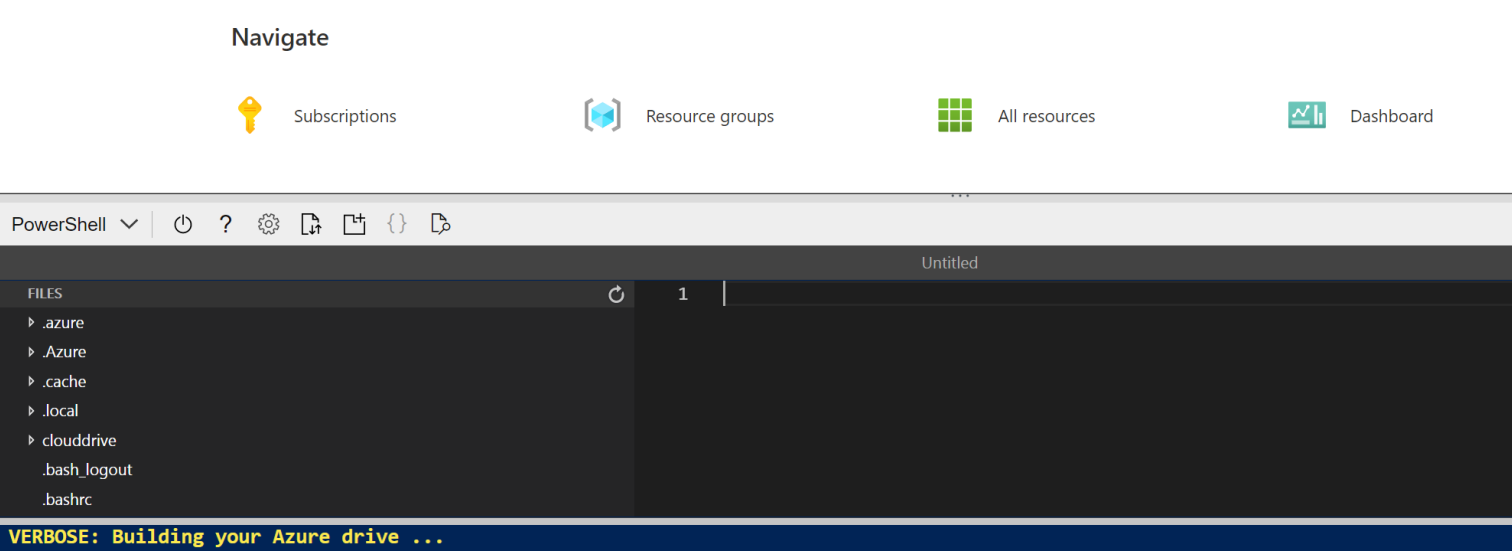 Navigate
Subscriptions Resource groups All resources Dashboard
PowerShell ? { }
Untitled
FILES 1
.azure
.Azure
.cache
.local
clouddrive
.bash_logout
.bashrc
VERBOSE: Building your Azure drive ...